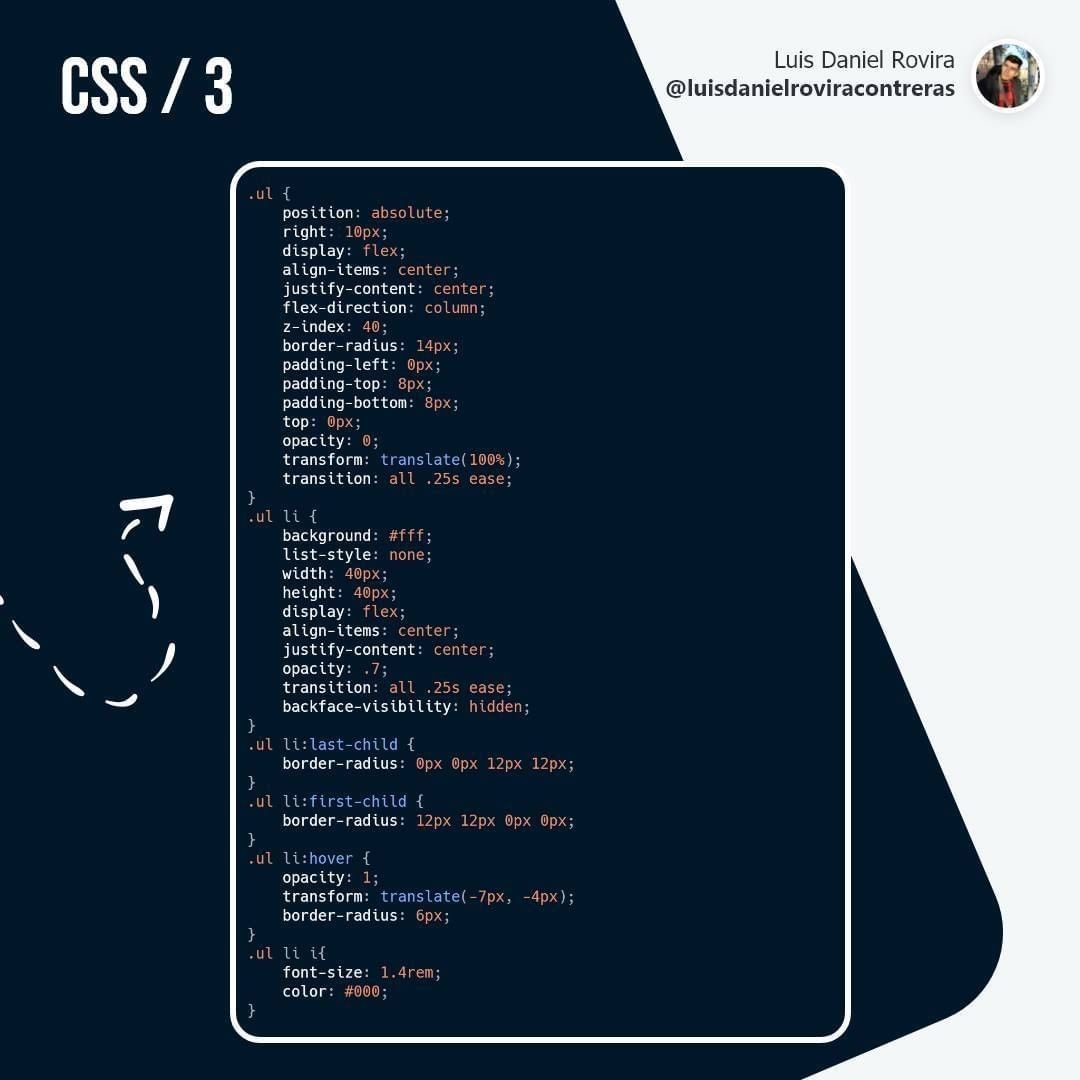 CSS / 3
Luis Daniel Rovira
@luisdanielroviracontreras
.ul {
    position: absolute;
    right: 10px;
    display: flex;
    align-items: center;
    justify-content: center;
    flex-direction: column;
    z-index: 40;
    border-radius: 14px;
    padding-left: 0px;
    padding-top: 8px;
    padding-bottom: 8px;
    top: 0px;
    opacity: 0;
    transform: translate(100%);
    transition: all .25s ease;
}
.ul li {
    background: #fff;
    list-style: none;
    width: 40px;
    height: 40px;
    display: flex;
    align-items: center;
    justify-content: center;
    opacity: .7;
    transition: all .25s ease;
    backface-visibility: hidden;
}
.ul li:last-child {
    border-radius: 0px 0px 12px 12px;
}
.ul li:first-child {
    border-radius: 12px 12px 0px 0px;
}
.ul li:hover {
    opacity: 1;
    transform: translate(-7px, -4px);
    border-radius: 6px;
}
.ul li i{
    font-size: 1.4rem;
    color: #000;
}